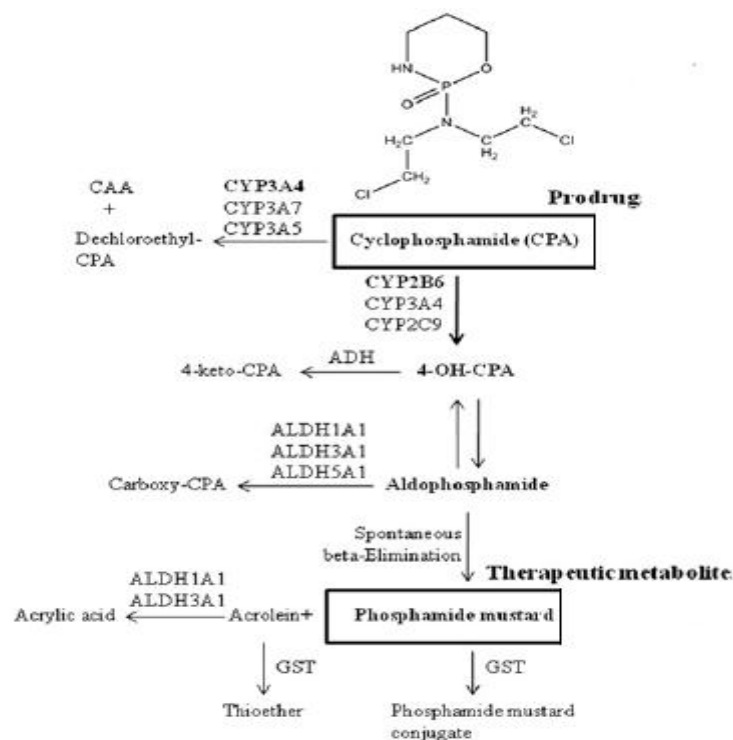 HN
O
P
O
N
H₂
C
Cl
H₂C
C
H₂
CH₂
Cl
Prodrug
CAA
+
Dechloroethyl-
CPA
CYP3A4
CYP3A7
CYP3A5
Cyclophosphamide (CPA)
CYP2B6
CYP3A4
CYP2C9
4-keto-CPA
ADH
4-OH-CPA
ALDH1A1
ALDH3A1
ALDH5A1
Carboxy-CPA
Aldophosphamide
Spontaneous
beta-Elimination
Therapeutic metabolite
ALDH1A1
ALDH3A1
Acrylic acid
Acrolein+
Phosphamide mustard
GST
GST
Thioether
Phosphamide mustard
conjugate